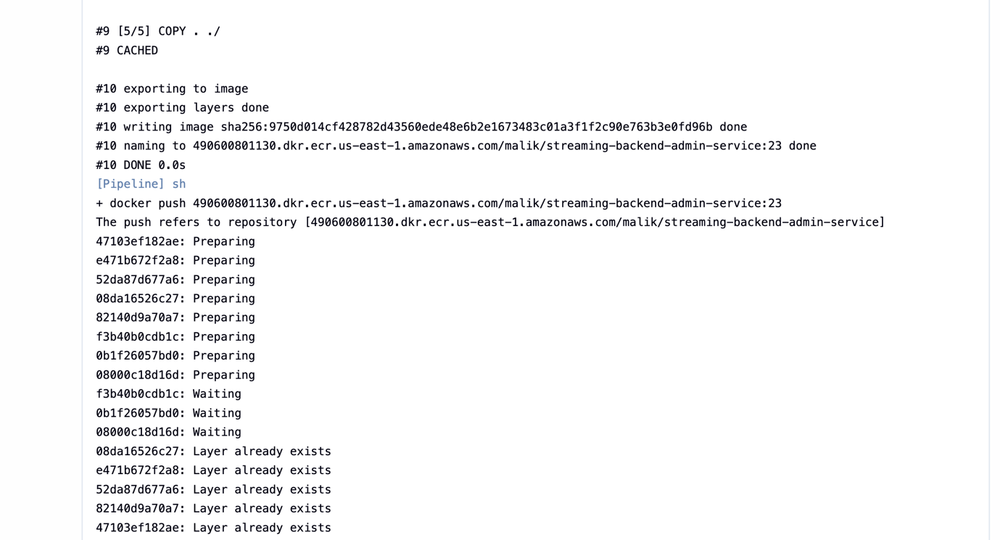 #9 [5/5] COPY . ../
#9 CACHED
#10 exporting to image
#10 exporting layers done
#10 writing image sha256:9750d014cf428782d43560ede48e6b2e1673483c01a3f1f2c90e763b3e0fd96b done
#10 naming to 490600801130.dkr.ecr.us-east-1.amazonaws.com/malik/streaming-backend-admin-service:23 done
#10 DONE 0.0s
[Pipeline] sh
+ docker push 490600801130.dkr.ecr.us-east-1.amazonaws.com/malik/streaming-backend-admin-service:23
The push refers to repository [490600801130.dkr.ecr.us-east-1.amazonaws.com/malik/streaming-backend-admin-service]
47103ef182ae: Preparing
e471b672f2a8: Preparing
52da87d677a6: Preparing
08da16526c27: Preparing
82140d9a70a7: Preparing
f3b40b0cdb1c: Preparing
0b1f26057bd0: Preparing
08000c18d16d: Preparing
f3b40b0cdb1c: Waiting
0b1f26057bd0: Waiting
08000c18d16d: Waiting
08da16526c27: Layer already exists
e471b672f2a8: Layer already exists
52da87d677a6: Layer already exists
82140d9a70a7: Layer already exists
47103ef182ae: Layer already exists